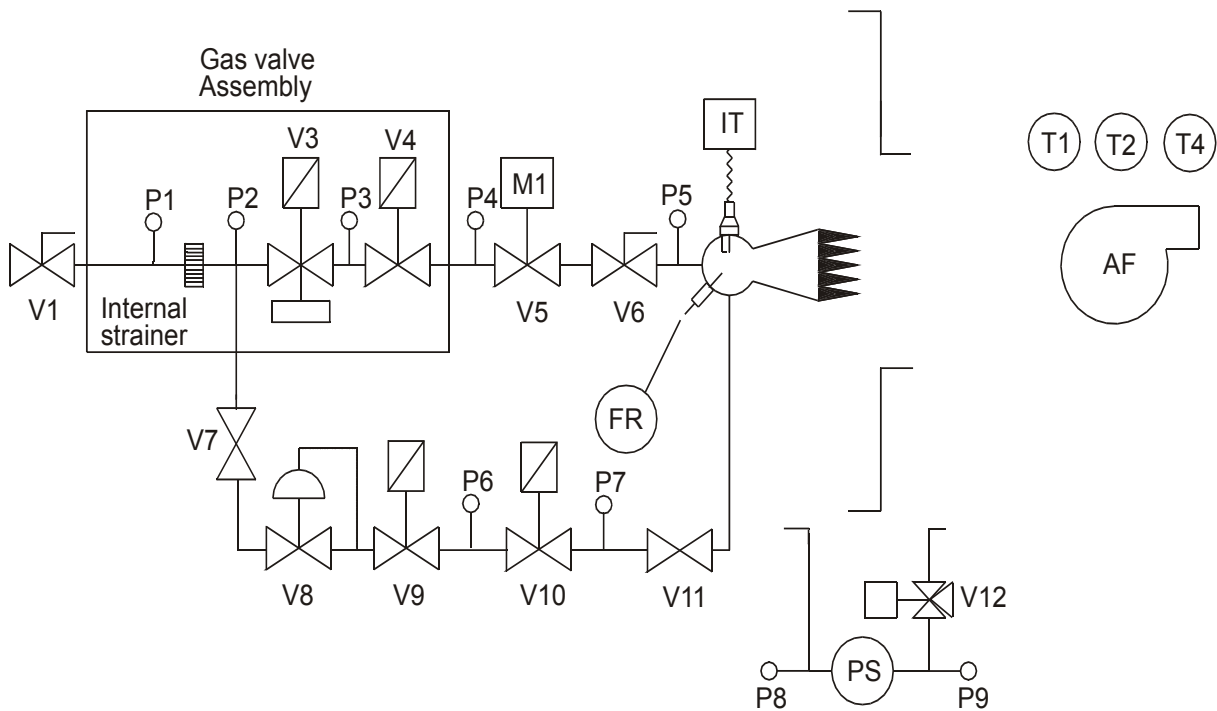 Gas valve
Assembly
IT
V3
V4
T1
T2
T4
M1
P1
P2
P3
P4
P5
AF
V1
Internal
strainer
V5
V6
FR
V7
P6
P7
V8
V9
V10
V11
V12
PS
P8
P9